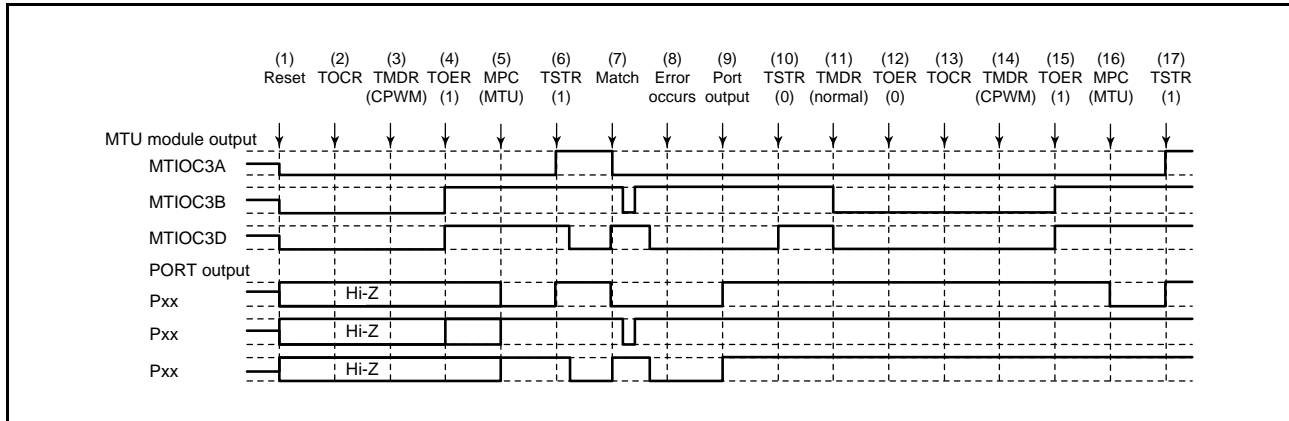 (1) (2) (3) (4) (5) (6) (7) (8) (9) (10) (11) (12) (13) (14) (15) (16) (17)
Reset TOCR TMDR TOER MPC TSTR Match Error Port TSTR TMDR TOER TOCR TMDR TOER MPC TSTR
(CPWM) (1) (MTU) (1) occurs output (0) (normal) (0) (CPWM) (1) (MTU) (1)
MTU module output
MTIOC3A
MTIOC3B
MTIOC3D
PORT output
Pxx Hi-Z
Pxx Hi-Z
Pxx Hi-Z